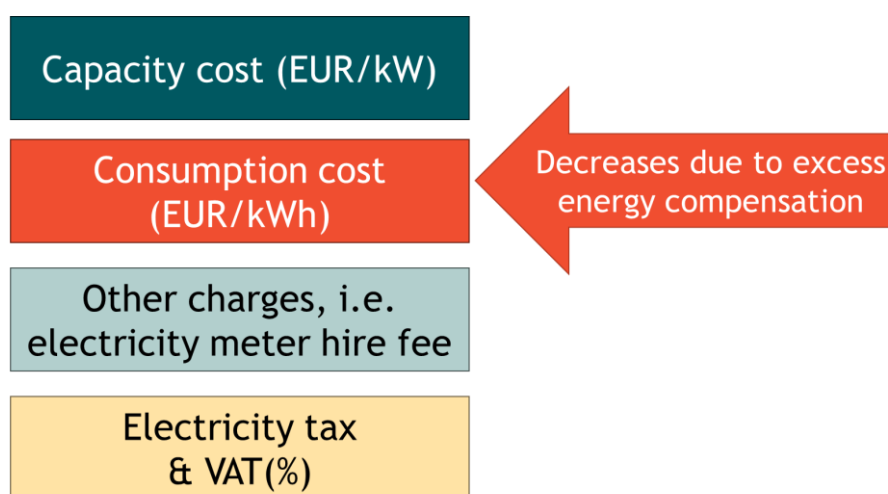 Capacity cost (EUR/kW)
Consumption cost
(EUR/kWh)
Decreases due to excess
energy compensation
Other charges, i.e.
electricity meter hire fee
Electricity tax
& VAT(%)